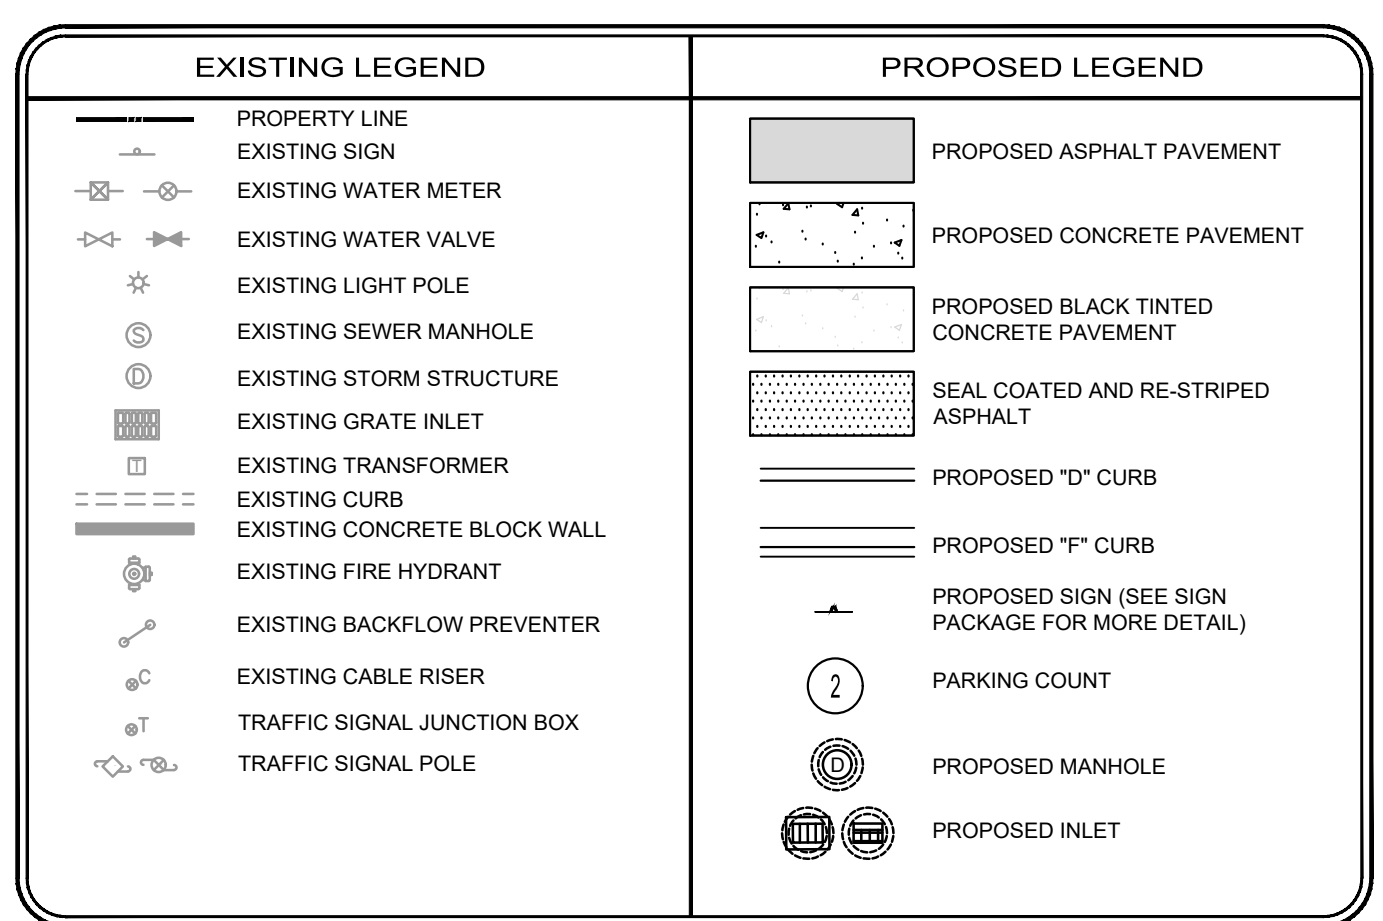 EXISTING LEGEND
PROPERTY LINE
EXISTING SIGN
EXISTING WATER METER
EXISTING WATER VALVE
EXISTING LIGHT POLE
S
EXISTING SEWER MANHOLE
D
EXISTING STORM STRUCTURE
EXISTING GRATE INLET
T
EXISTING TRANSFORMER
EXISTING CURB
EXISTING CONCRETE BLOCK WALL
EXISTING FIRE HYDRANT
EXISTING BACKFLOW PREVENTER
C
EXISTING CABLE RISER
T
TRAFFIC SIGNAL JUNCTION BOX
TRAFFIC SIGNAL POLE
PROPOSED LEGEND
PROPOSED ASPHALT PAVEMENT
PROPOSED CONCRETE PAVEMENT
PROPOSED BLACK TINTED
CONCRETE PAVEMENT
SEAL COATED AND RE-STRIPED
ASPHALT
PROPOSED "D" CURB
PROPOSED "F" CURB
PROPOSED SIGN (SEE SIGN
PACKAGE FOR MORE DETAIL)
2
PARKING COUNT
D
PROPOSED MANHOLE
PROPOSED INLET